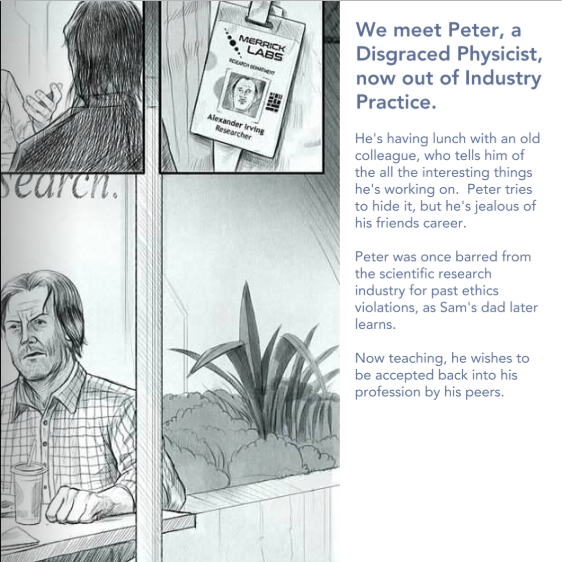 MERRICK
LABS
RESEARCH DEPARTMENT
Alexander Irving
Researcher
search.
We meet Peter, a
Disgraced Physicist,
now out of Industry
Practice.
He's having lunch with an old
colleague, who tells him of
the all the interesting things
he's working on. Peter tries
to hide it, but he's jealous of
his friends career.
Peter was once barred from
the scientific research
industry for past ethics
violations, as Sam's dad later
learns.
Now teaching, he wishes to
be accepted back into his
profession by his peers.